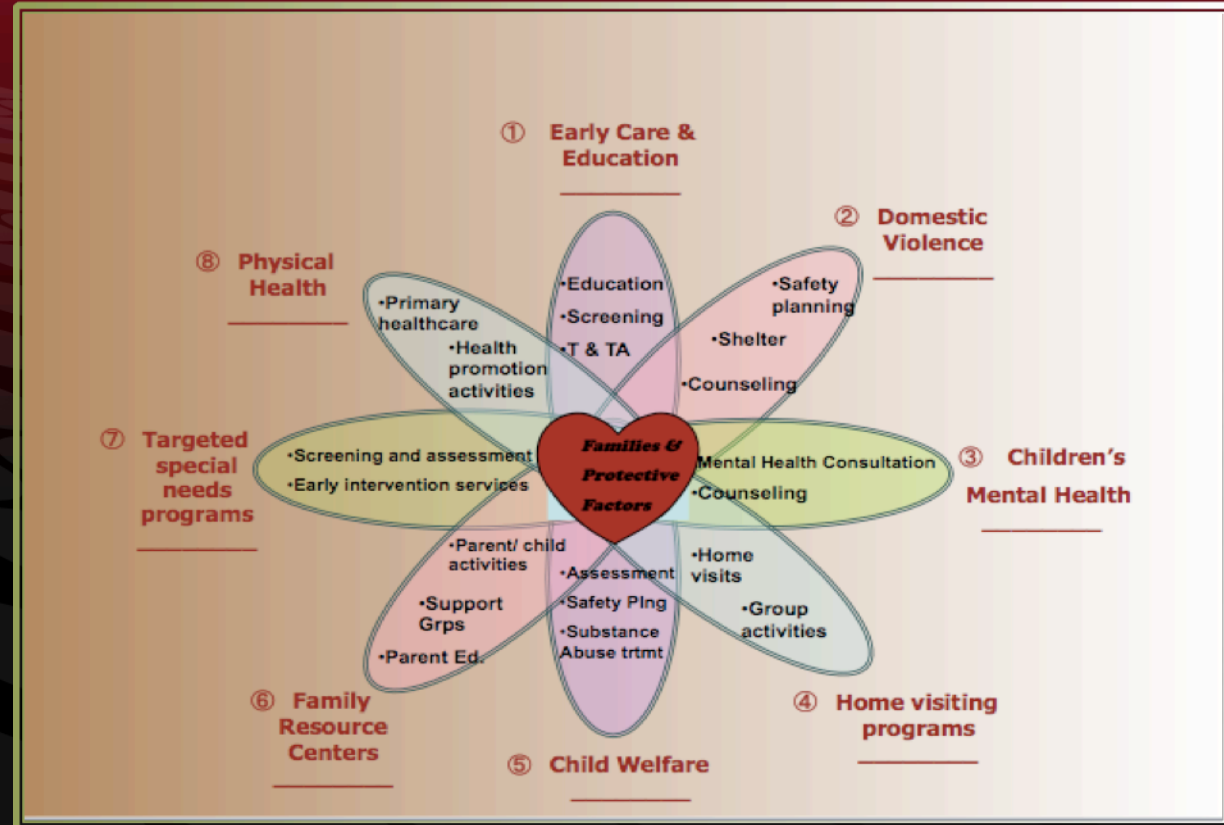 ① Early Care &
Education
② Domestic
Violence
⑧ Physical
Health
•Education
•Screening
•T & TA
•Safety
planning
•Shelter
•Counseling
•Primary
healthcare
•Health
promotion
activities
⑦ Targeted
special
needs
programs
•Screening and assessment
•Early intervention services
Families &
Protective
Factors
Mental Health Consultation
•Counseling
③ Children's
Mental Health
•Parent/ child
activities
•Support
Grps
•Parent Ed.
•Assessment
•Safety Plng
•Substance
Abuse trtmt
•Home
visits
•Group
activities
⑥ Family
Resource
Centers
⑤ Child Welfare
④ Home visiting
programs